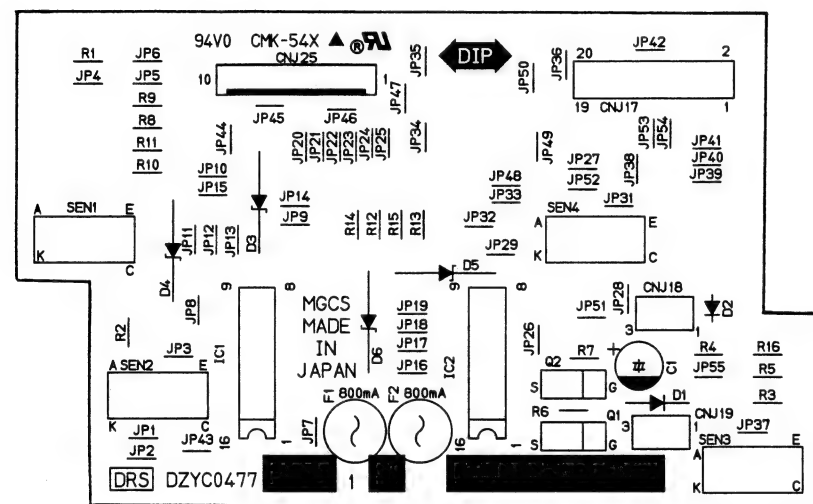 94V0 CMK-54X ▲ ®
DIP
CNJ25
10
1
R1
JP6
JP4
JP5
R9
R8
R11
R10
JP45
JP46
JP47
JP35
JP34
JP44
JP20
JP21
JP22
JP23
JP24
JP25
JP50
JP36
20
JP42
2
19
CNJ17
1
JP49
JP53
JP54
JP41
JP40
JP39
JP27
JP52
JP38
JP31
JP10
JP15
JP14
JP9
JP48
JP33
JP32
JP29
A
SEN1
E
K
C
JP11
JP12
JP13
D3
R14
R12
R15
R13
A
SEN4
E
K
C
D4
D5
9
8
9
8
JP8
IC1
MGCS
MADE
IN
JAPAN
D6
JP19
JP18
JP17
JP16
IC2
JP26
JP51
JP28
CNJ18
3
1
D2
R2
JP3
Q2
R7
S
G
C1
R4
JP55
R16
R5
R3
A
SEN2
E
K
C
F1
800mA
F2
800mA
R6
Q1
S
G
D1
3
1
CNJ19
JP37
JP1
JP2
JP43
16
1
JP7
16
1
SEN3
A
E
K
C
DRS
DZYC0477
1